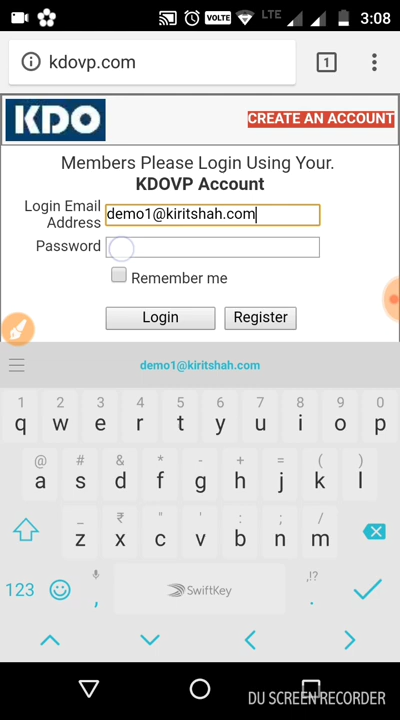 VOLTE LTE 3:08
kdovp.com 1
KDO CREATE AN ACCOUNT
Members Please Login Using Your.
KDOVP Account
Login Email
Address demo1@kiritshah.com
Password
Remember me
Login Register
demo1@kiritshah.com
1 2 3 4 5 6 7 8 9 0
q w e r t y u i o p
@ # & * - + = ( )
a s d f g h j k l
_ ₹ " ' : ; /
z x c v b n m
123 , SwiftKey ,!? .
DU SCREEN RECORDER